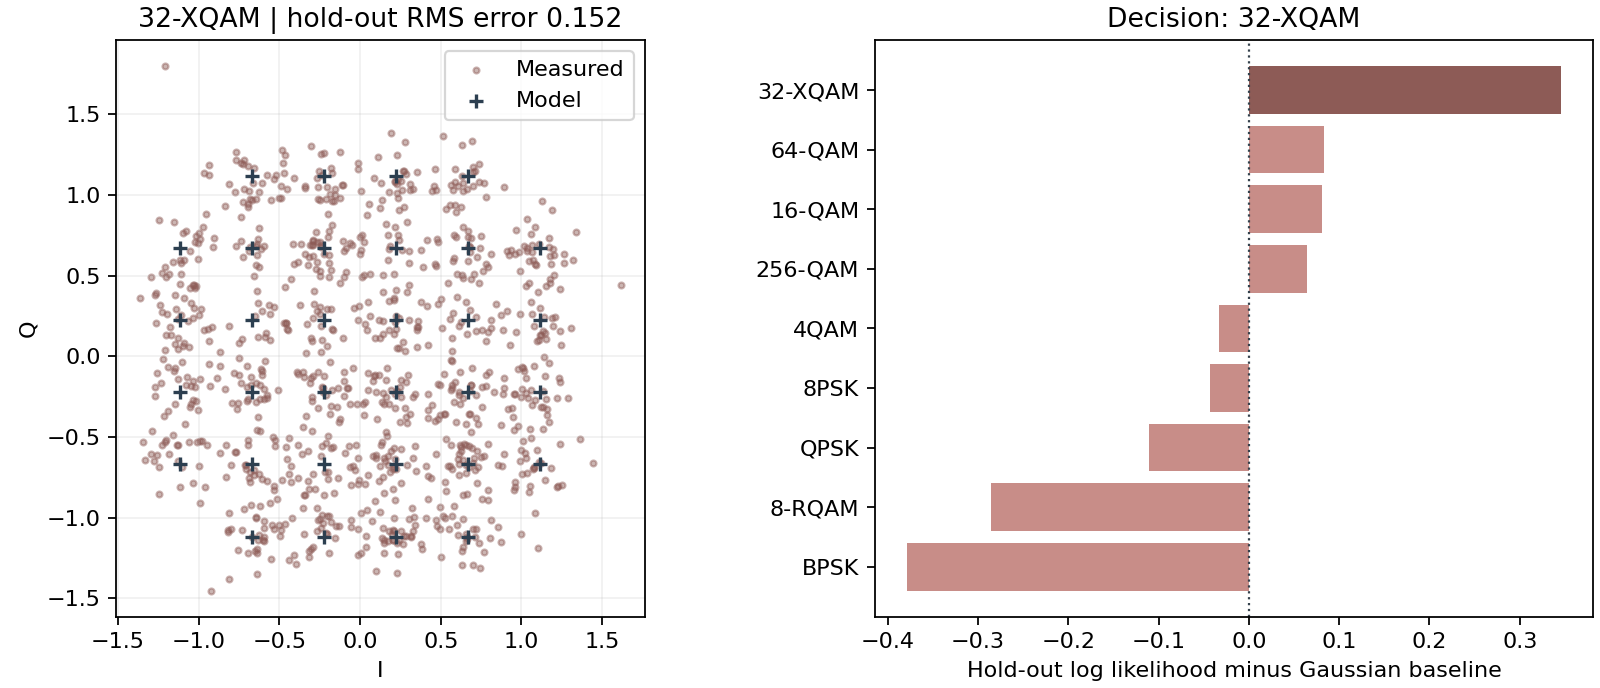 32-XQAM | hold-out RMS error 0.152
Measured
Model
1.5
1.0
0.5
0.0
−0.5
−1.0
−1.5
Q
−1.5
−1.0
−0.5
0.0
0.5
1.0
1.5
I
Decision: 32-XQAM
32-XQAM
64-QAM
16-QAM
256-QAM
4QAM
8PSK
QPSK
8-RQAM
BPSK
−0.4
−0.3
−0.2
−0.1
0.0
0.1
0.2
0.3
Hold-out log likelihood minus Gaussian baseline